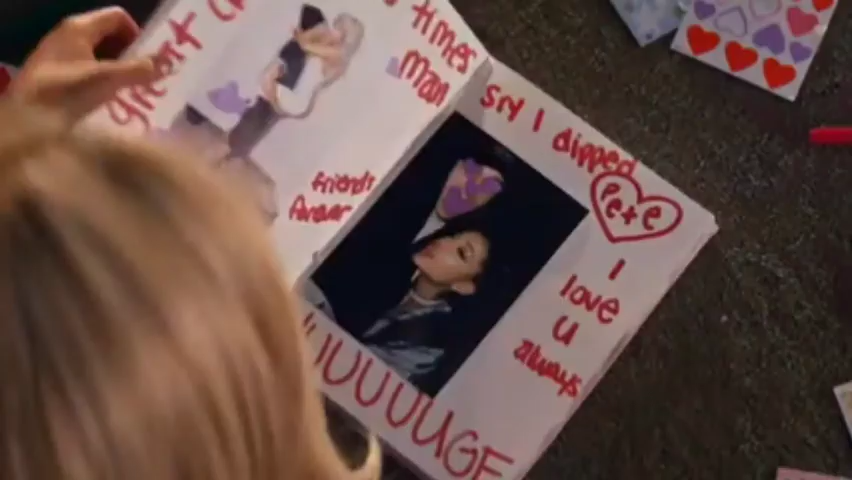 great
times
man
friends
forever
sry I dipped
Pete
I
love
u
always
UUUUUGE